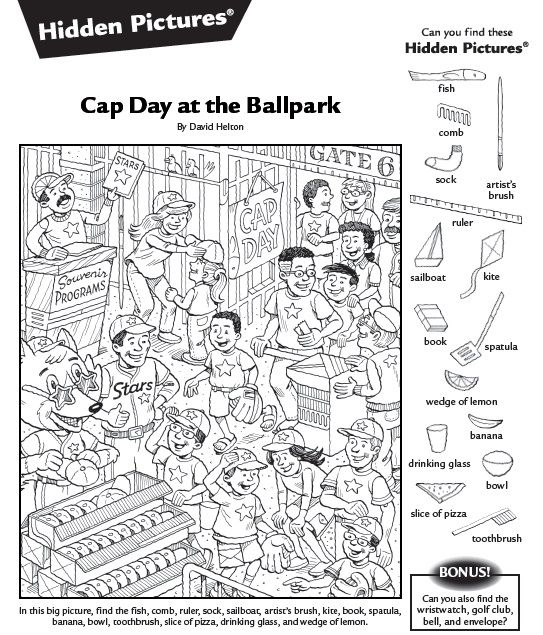 Hidden Pictures®
Can you find these
Hidden Pictures®
Cap Day at the Ballpark
By David Helton
STARS
GATE 6
CAP
DAY
Souvenir
PROGRAMS
Stars
fish
comb
sock
artist's
brush
ruler
sailboat
kite
book
spatula
wedge of lemon
banana
drinking glass
bowl
slice of pizza
toothbrush
BONUS!
Can you also find the
wristwatch, golf club,
bell, and envelope?
In this big picture, find the fish, comb, ruler, sock, sailboat, artist's brush, kite, book, spatula,
banana, bowl, toothbrush, slice of pizza, drinking glass, and wedge of lemon.